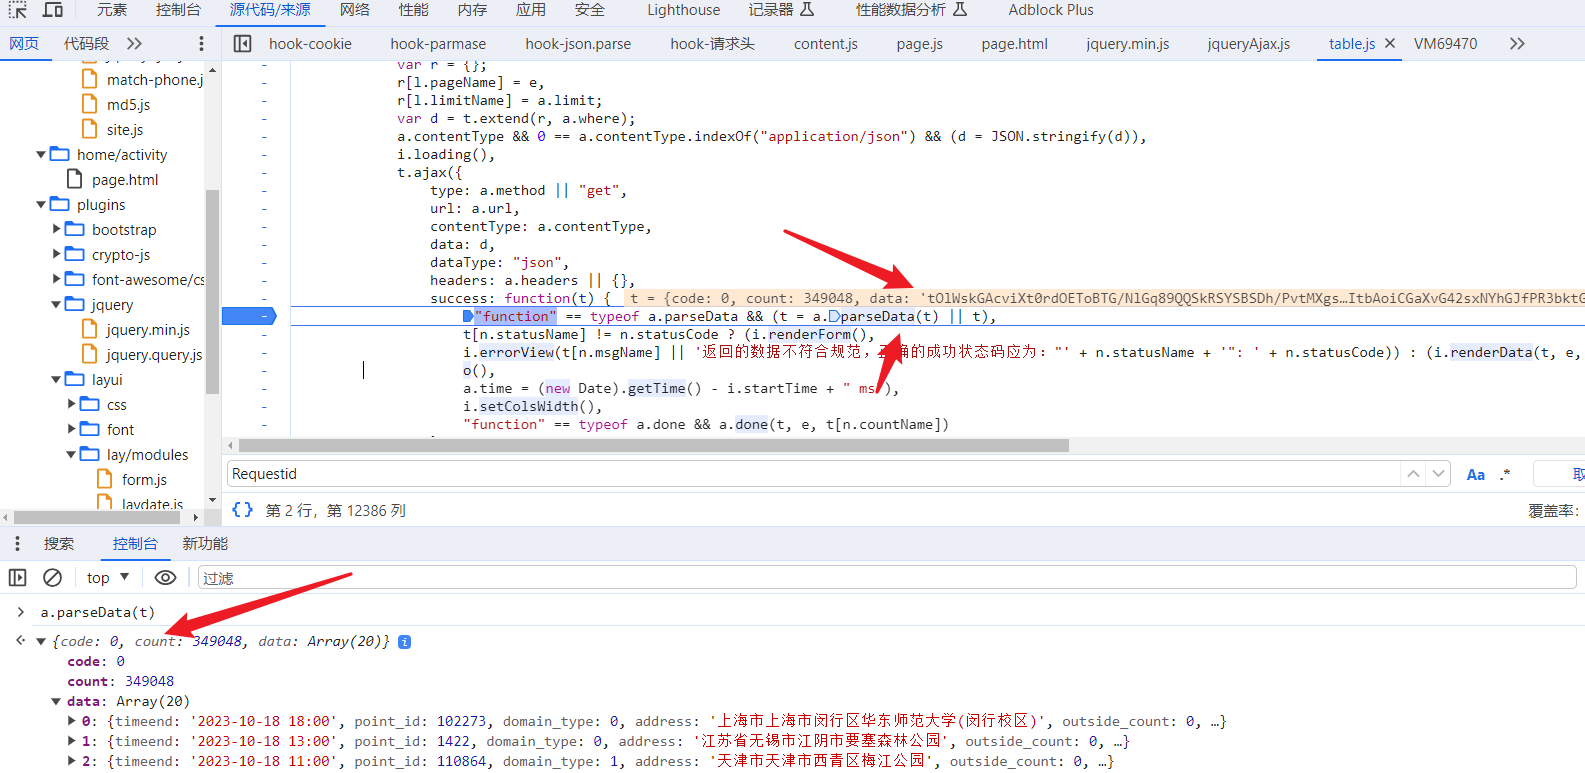 元素 控制台 源代码/来源 网络 性能 内存 应用 安全 Lighthouse 记录器 性能数据分析 Adblock Plus
网页 代码段 hook-cookie hook-parmase hook-json.parse hook-请求头 content.js page.js page.html jquery.min.js jqueryAjax.js table.js VM69470
match-phone.j
md5.js
site.js
home/activity
page.html
plugins
bootstrap
crypto-js
font-awesome/cs
jquery
jquery.min.js
jquery.query.js
layui
css
font
lay/modules
form.js
laydate.js
var r = {};
r[l.pageName] = e,
r[l.limitName] = a.limit;
var d = t.extend(r, a.where);
a.contentType && 0 == a.contentType.indexOf("application/json") && (d = JSON.stringify(d)),
i.loading(),
t.ajax({
type: a.method || "get",
url: a.url,
contentType: a.contentType,
data: d,
dataType: "json",
headers: a.headers || {},
success: function(t) { t = {code: 0, count: 349048, data: 'tOlWskGAcviXt0rdOEToBTG/NlGq89QQSkRSYSBSDh/PvtMXgs…ItbAoiCGaXvG42sxNYhGJfPR3bktG
"function" == typeof a.parseData && (t = a.parseData(t) || t),
t[n.statusName] != n.statusCode ? (i.renderForm(),
i.errorView(t[n.msgName] || '返回的数据不符合规范，正确的成功状态码应为："' + n.statusName + '": ' + n.statusCode)) : (i.renderData(t, e,
o(),
a.time = (new Date).getTime() - i.startTime + " ms"),
i.setColsWidth(),
"function" == typeof a.done && a.done(t, e, t[n.countName])
Requestid Aa .* 取
{} 第 2 行，第 12386 列 覆盖率：
搜索 控制台 新功能
top 过滤
a.parseData(t)
{code: 0, count: 349048, data: Array(20)}
code: 0
count: 349048
data: Array(20)
0: {timeend: '2023-10-18 18:00', point_id: 102273, domain_type: 0, address: '上海市上海市闵行区华东师范大学(闵行校区)', outside_count: 0, …}
1: {timeend: '2023-10-18 13:00', point_id: 1422, domain_type: 0, address: '江苏省无锡市江阴市要塞森林公园', outside_count: 0, …}
2: {timeend: '2023-10-18 11:00', point_id: 110864, domain_type: 1, address: '天津市天津市西青区梅江公园', outside_count: 0, …}